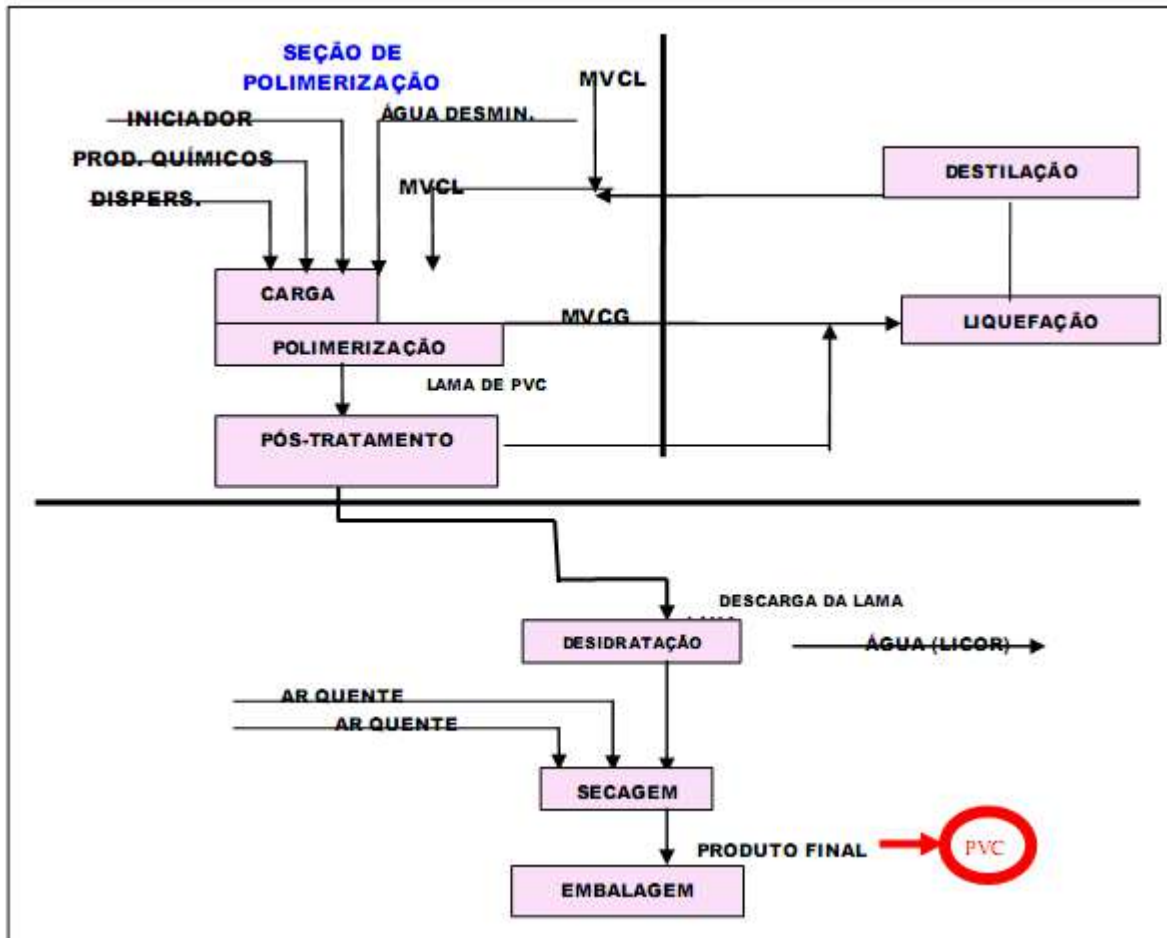 SEÇÃO DE
POLIMERIZAÇÃO
MVCL
INICIADOR
ÁGUA DESMIN.
PROD. QUÍMICOS
MVCL
DISPERS.
DESTILAÇÃO
CARGA
MVCG
LIQUEFAÇÃO
POLIMERIZAÇÃO
LAMA DE PVC
PÓS-TRATAMENTO
DESCARGA DA LAMA
DESIDRATAÇÃO
ÁGUA (LICOR)
AR QUENTE
AR QUENTE
SECAGEM
PRODUTO FINAL
PVC
EMBALAGEM